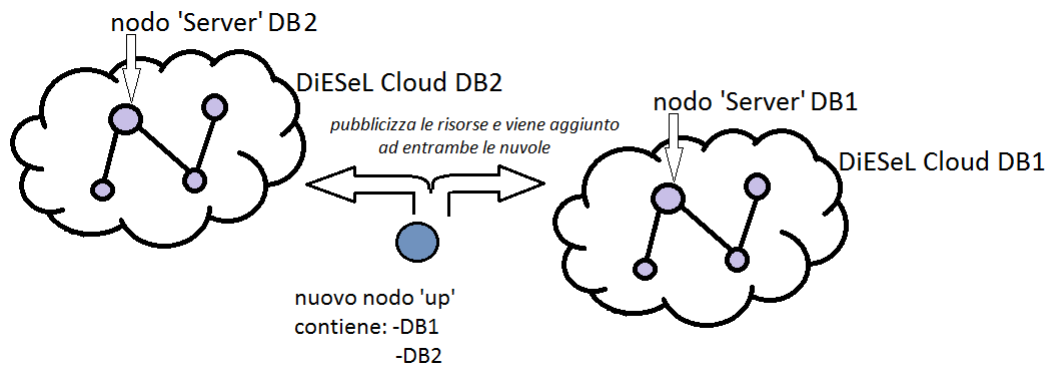 nodo 'Server' DB2
DiESeL Cloud DB2
pubblicizza le risorse e viene aggiunto
ad entrambe le nuvole
nodo 'Server' DB1
DiESeL Cloud DB1
nuovo nodo 'up'
contiene: -DB1
-DB2